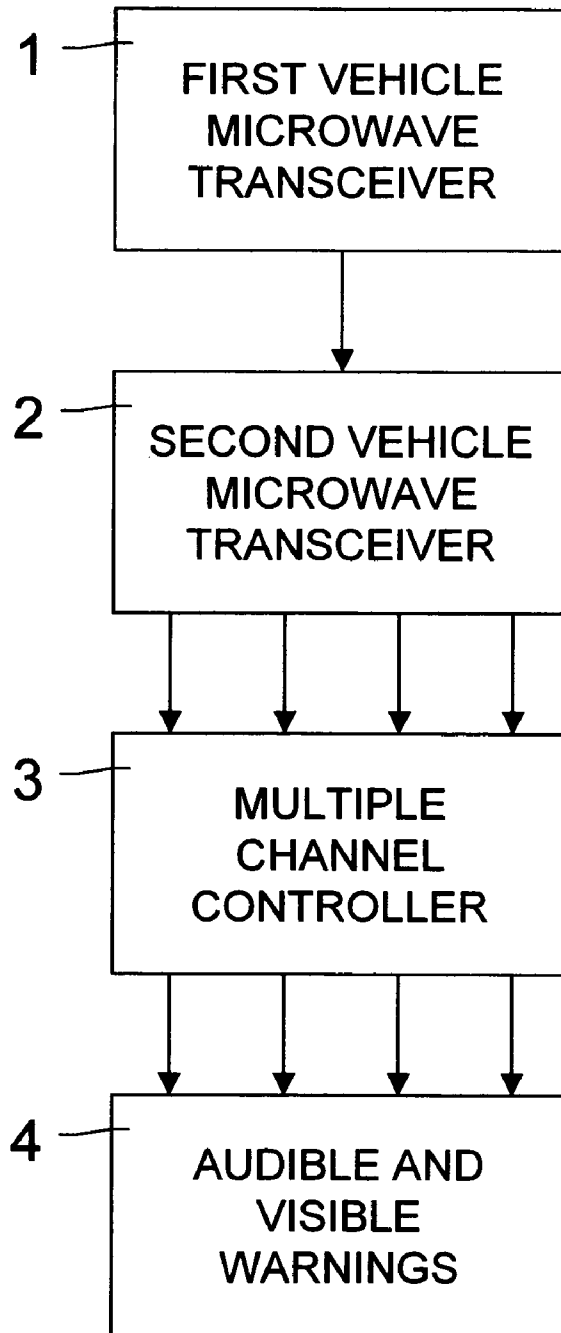 1
FIRST VEHICLE
MICROWAVE
TRANSCEIVER
2
SECOND VEHICLE
MICROWAVE
TRANSCEIVER
3
MULTIPLE
CHANNEL
CONTROLLER
4
AUDIBLE AND
VISIBLE
WARNINGS